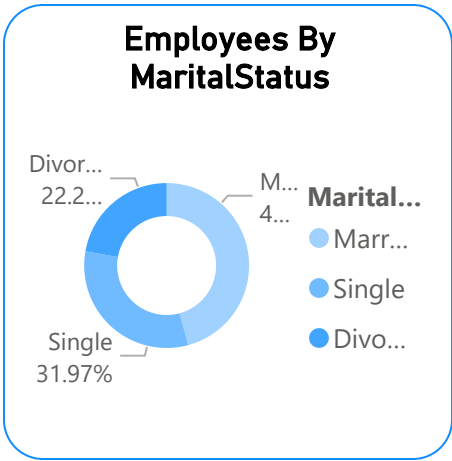 Employees By
MaritalStatus
Divor...
22.2...
M...
4...
Single
31.97%
Marital...
Marr...
Single
Divo...